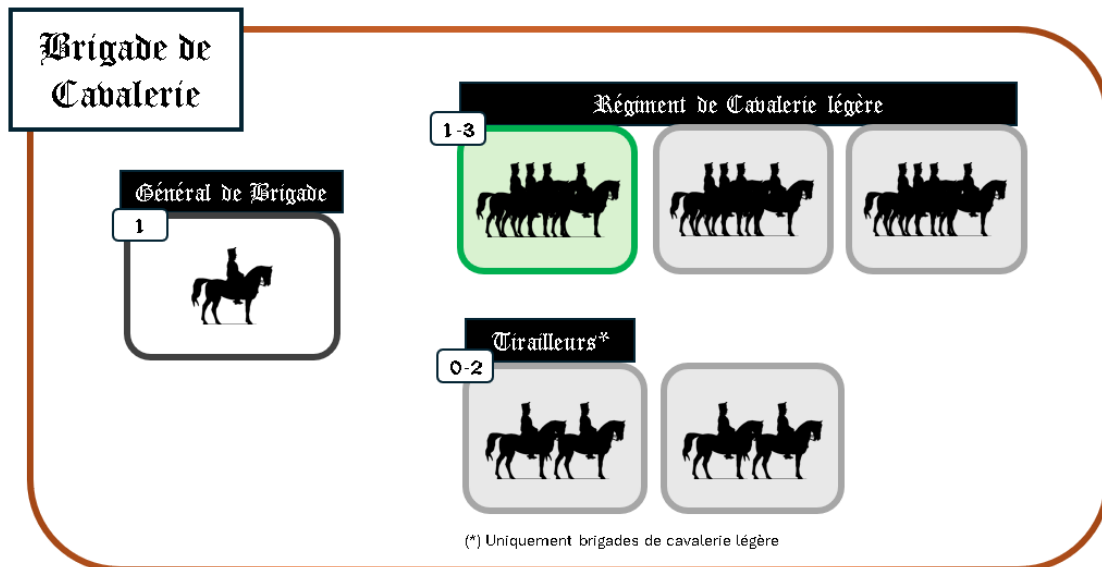 Brigade de
Cavalerie
Régiment de Cavalerie légère
1-3
Général de Brigade
1
Tirailleurs*
0-2
(*) Uniquement brigades de cavalerie légère